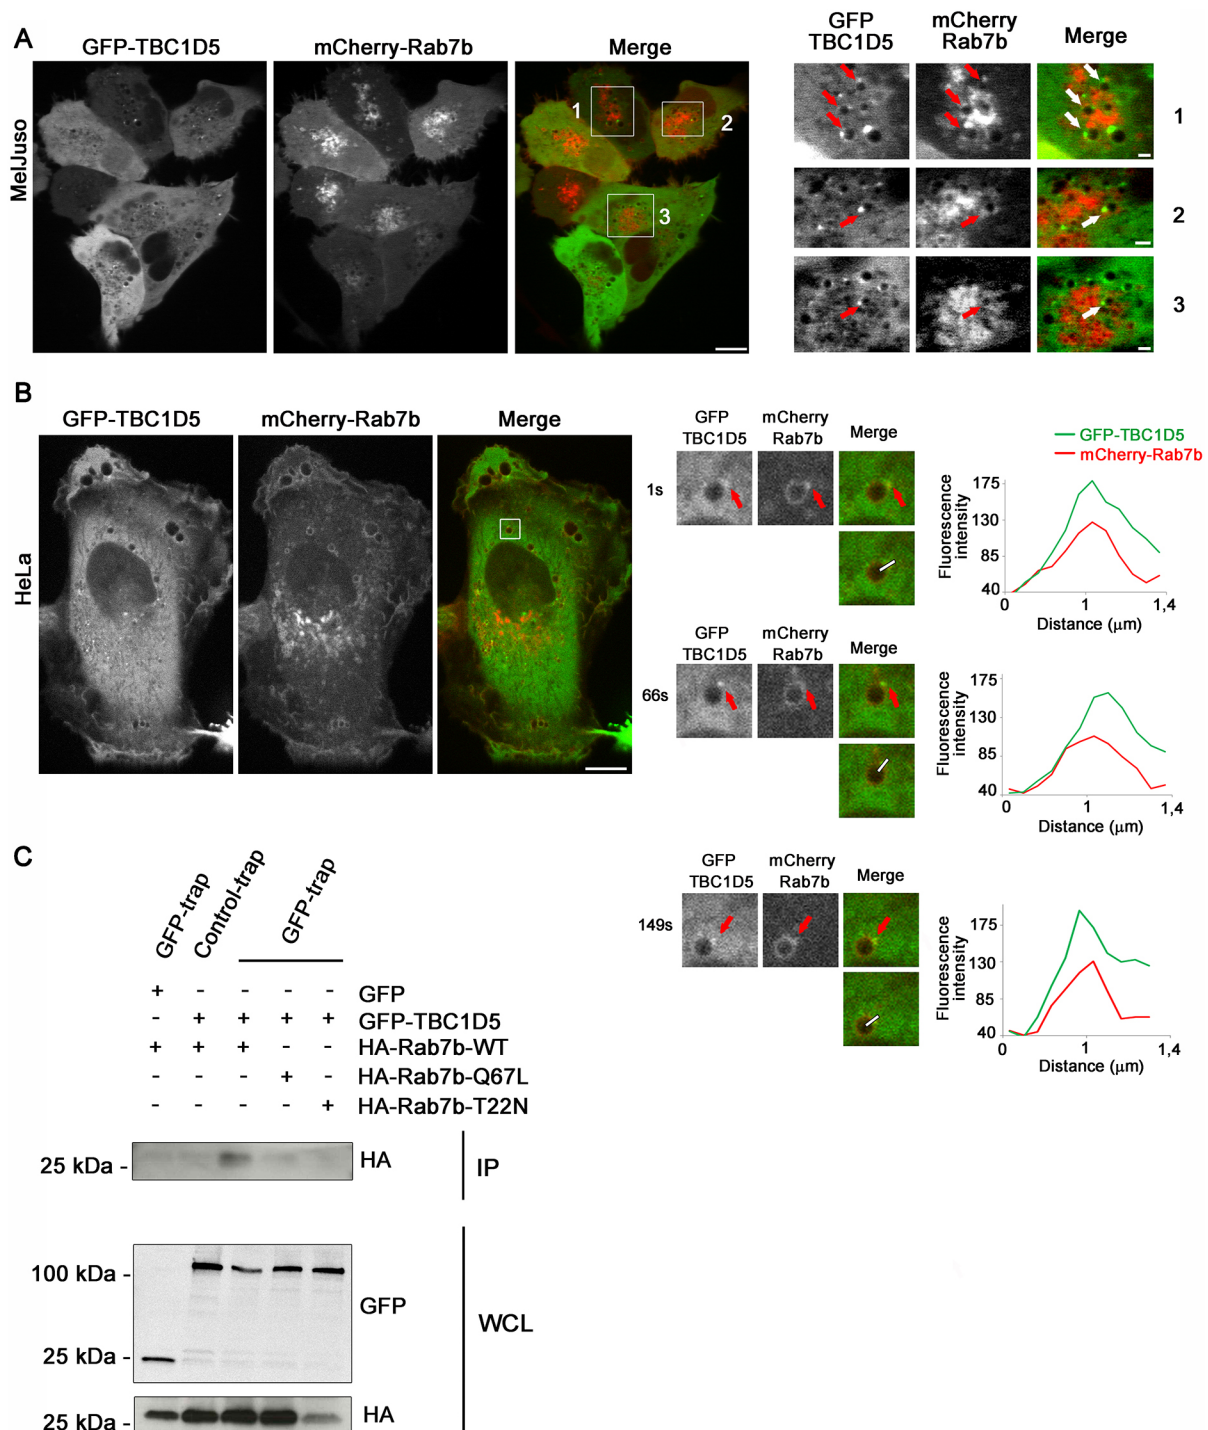 A
GFP-TBC1D5 mCherry-Rab7b Merge
GFP TBC1D5 mCherry Rab7b Merge
MelJuso
1
2
3
1
2
3
B
GFP-TBC1D5 mCherry-Rab7b Merge
HeLa
GFP TBC1D5 mCherry Rab7b Merge
1s
GFP-TBC1D5
mCherry-Rab7b
Fluorescence intensity
175
130
85
40
0 1 1,4
Distance (µm)
GFP TBC1D5 mCherry Rab7b Merge
66s
Fluorescence intensity
175
130
85
40
0 1 1,4
Distance (µm)
GFP TBC1D5 mCherry Rab7b Merge
149s
Fluorescence intensity
175
130
85
40
0 1 1,4
Distance (µm)
C
GFP-trap Control-trap GFP-trap
+ - - - - GFP
- + + + + GFP-TBC1D5
+ + + - - HA-Rab7b-WT
- - - + - HA-Rab7b-Q67L
- - - - + HA-Rab7b-T22N
25 kDa - HA IP
100 kDa -
GFP
WCL
25 kDa -
HA
25 kDa -